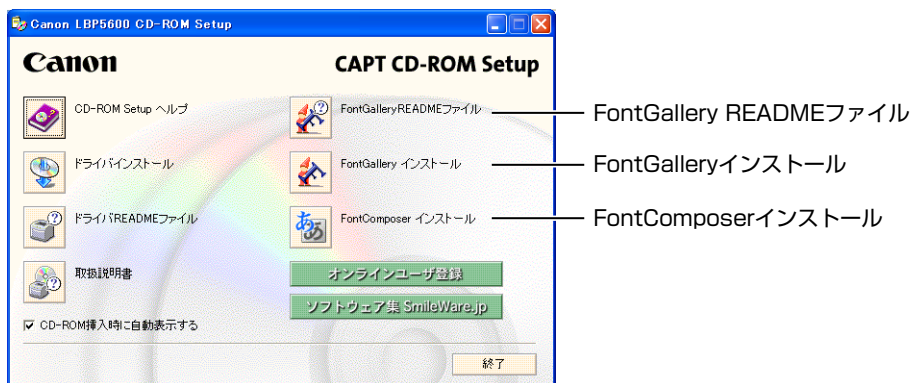 Canon LBP5600 CD-ROM Setup
Canon
CAPT CD-ROM Setup
CD-ROM Setup ヘルプ
FontGalleryREADMEファイル
FontGallery READMEファイル
ドライバインストール
FontGallery インストール
FontGalleryインストール
ドライバREADMEファイル
FontComposer インストール
FontComposerインストール
取扱説明書
オンラインユーザ登録
ソフトウェア集 SmileWare.jp
CD-ROM挿入時に自動表示する
終了